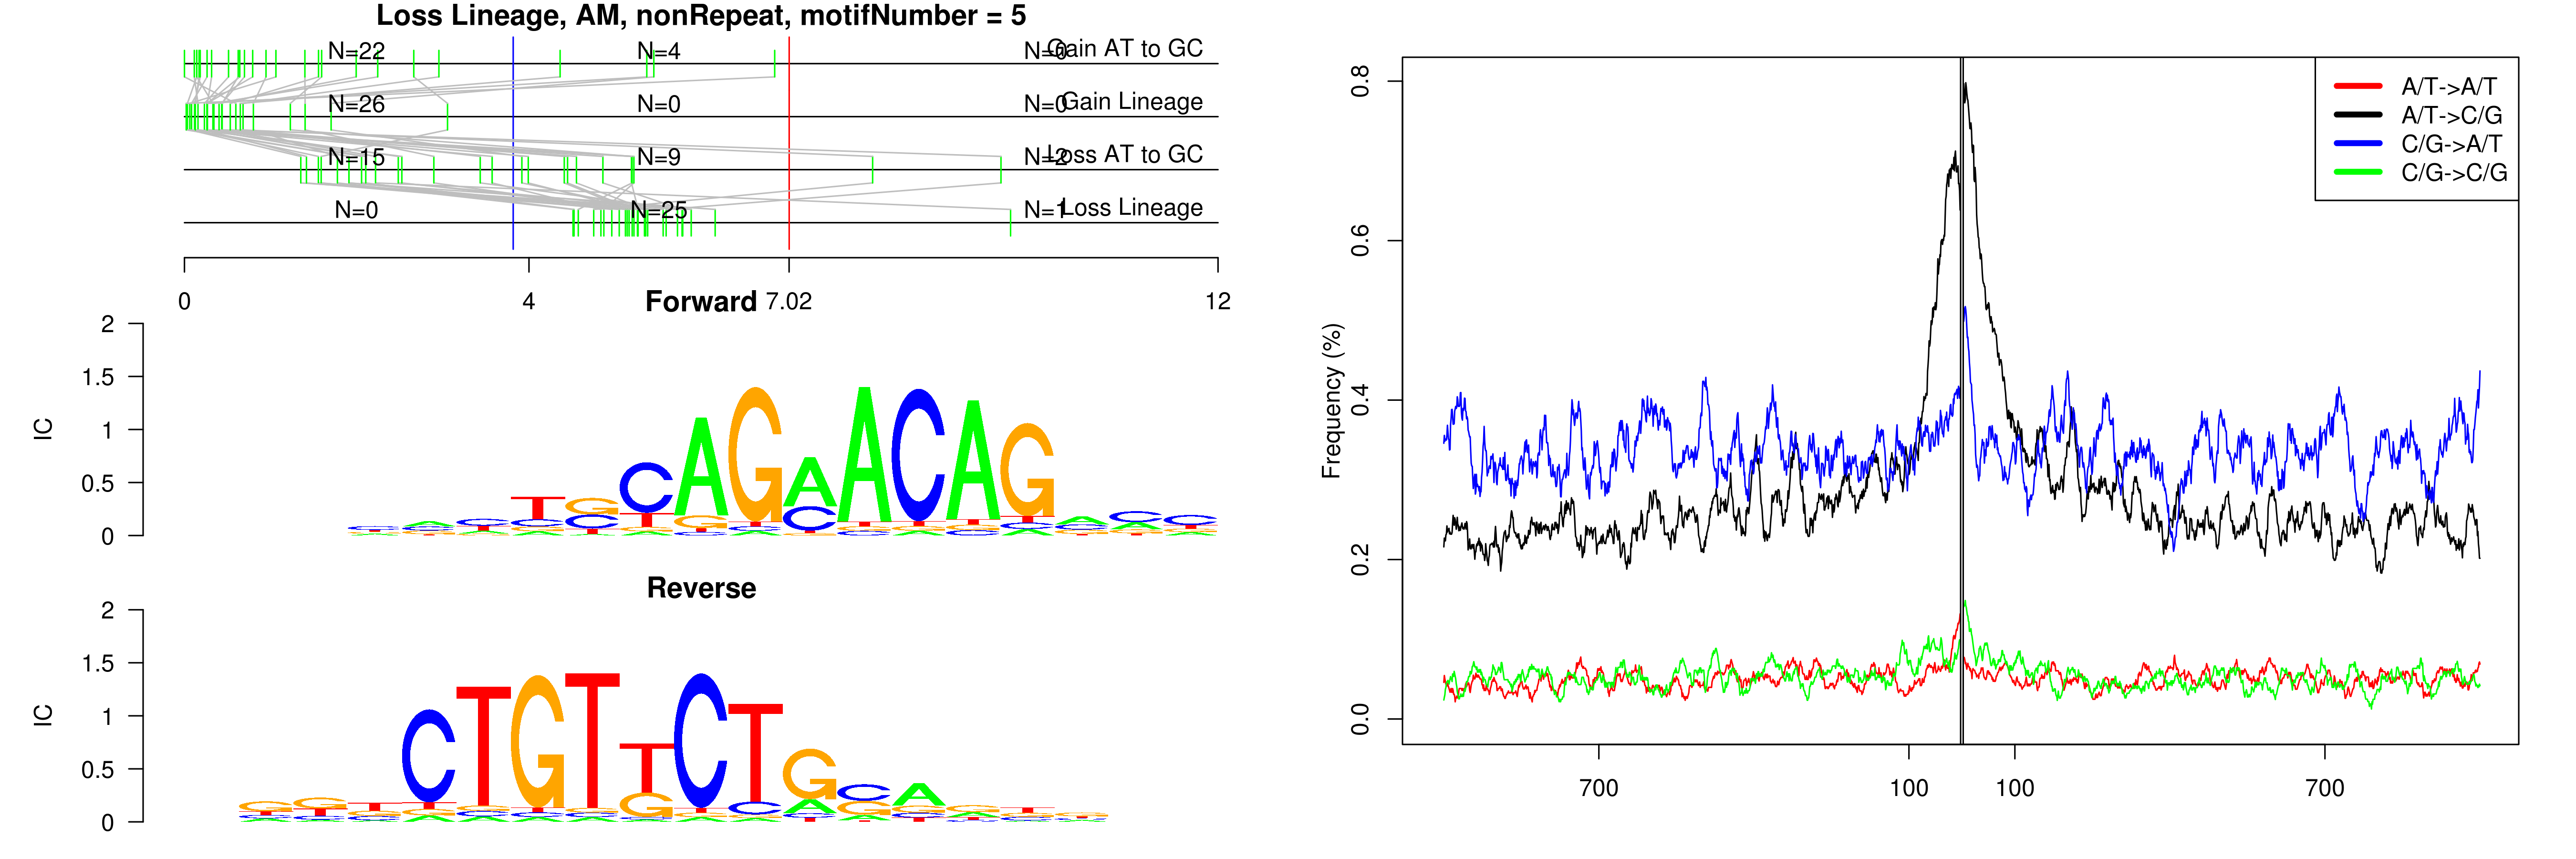 Loss Lineage, AM, nonRepeat, motifNumber = 5
N=22 N=4 N=0 Gain AT to GC
N=26 N=0 N=0 Gain Lineage
N=15 N=9 N=2 Loss AT to GC
N=0 N=25 N=1 Loss Lineage
0 4 7.02 12
Forward
IC
2
1.5
1
0.5
0
T G C A G A A C A G
Reverse
IC
2
1.5
1
0.5
0
C T G T T C T G C A
Frequency (%)
0.8
0.6
0.4
0.2
0.0
700 100 100 700
A/T->A/T
A/T->C/G
C/G->A/T
C/G->C/G